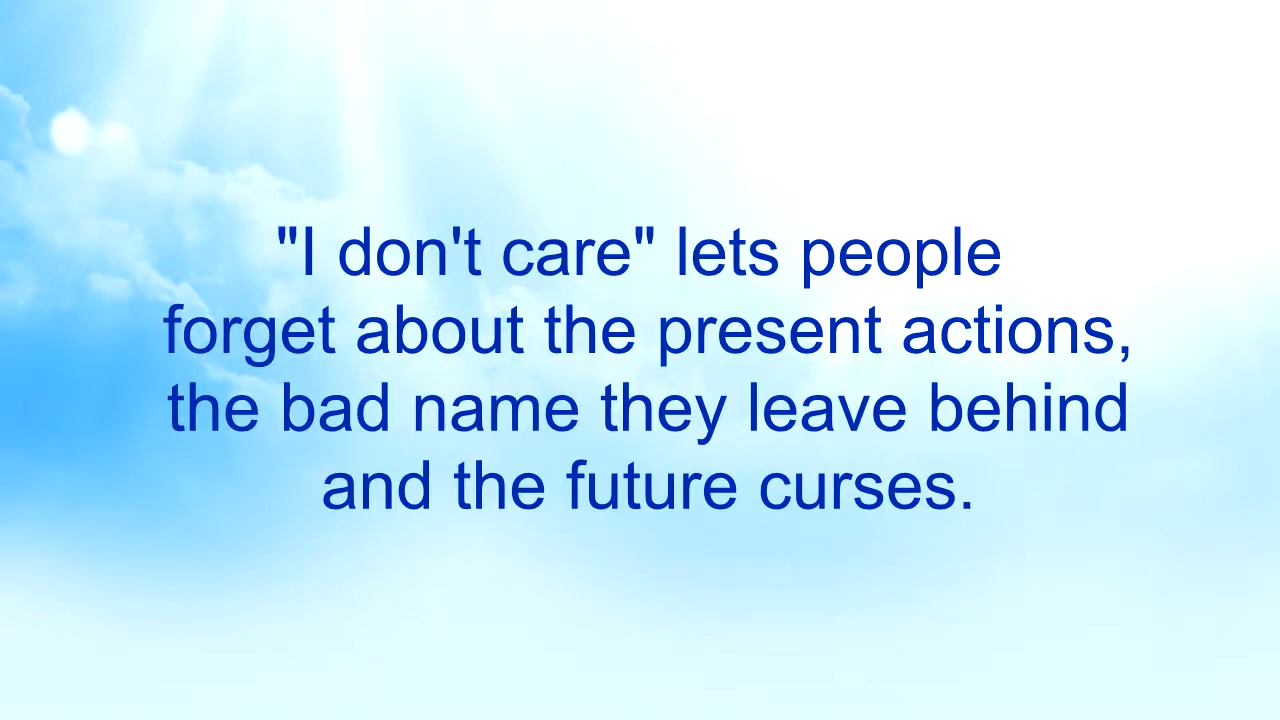 "I don't care" lets people
forget about the present actions,
the bad name they leave behind
and the future curses.